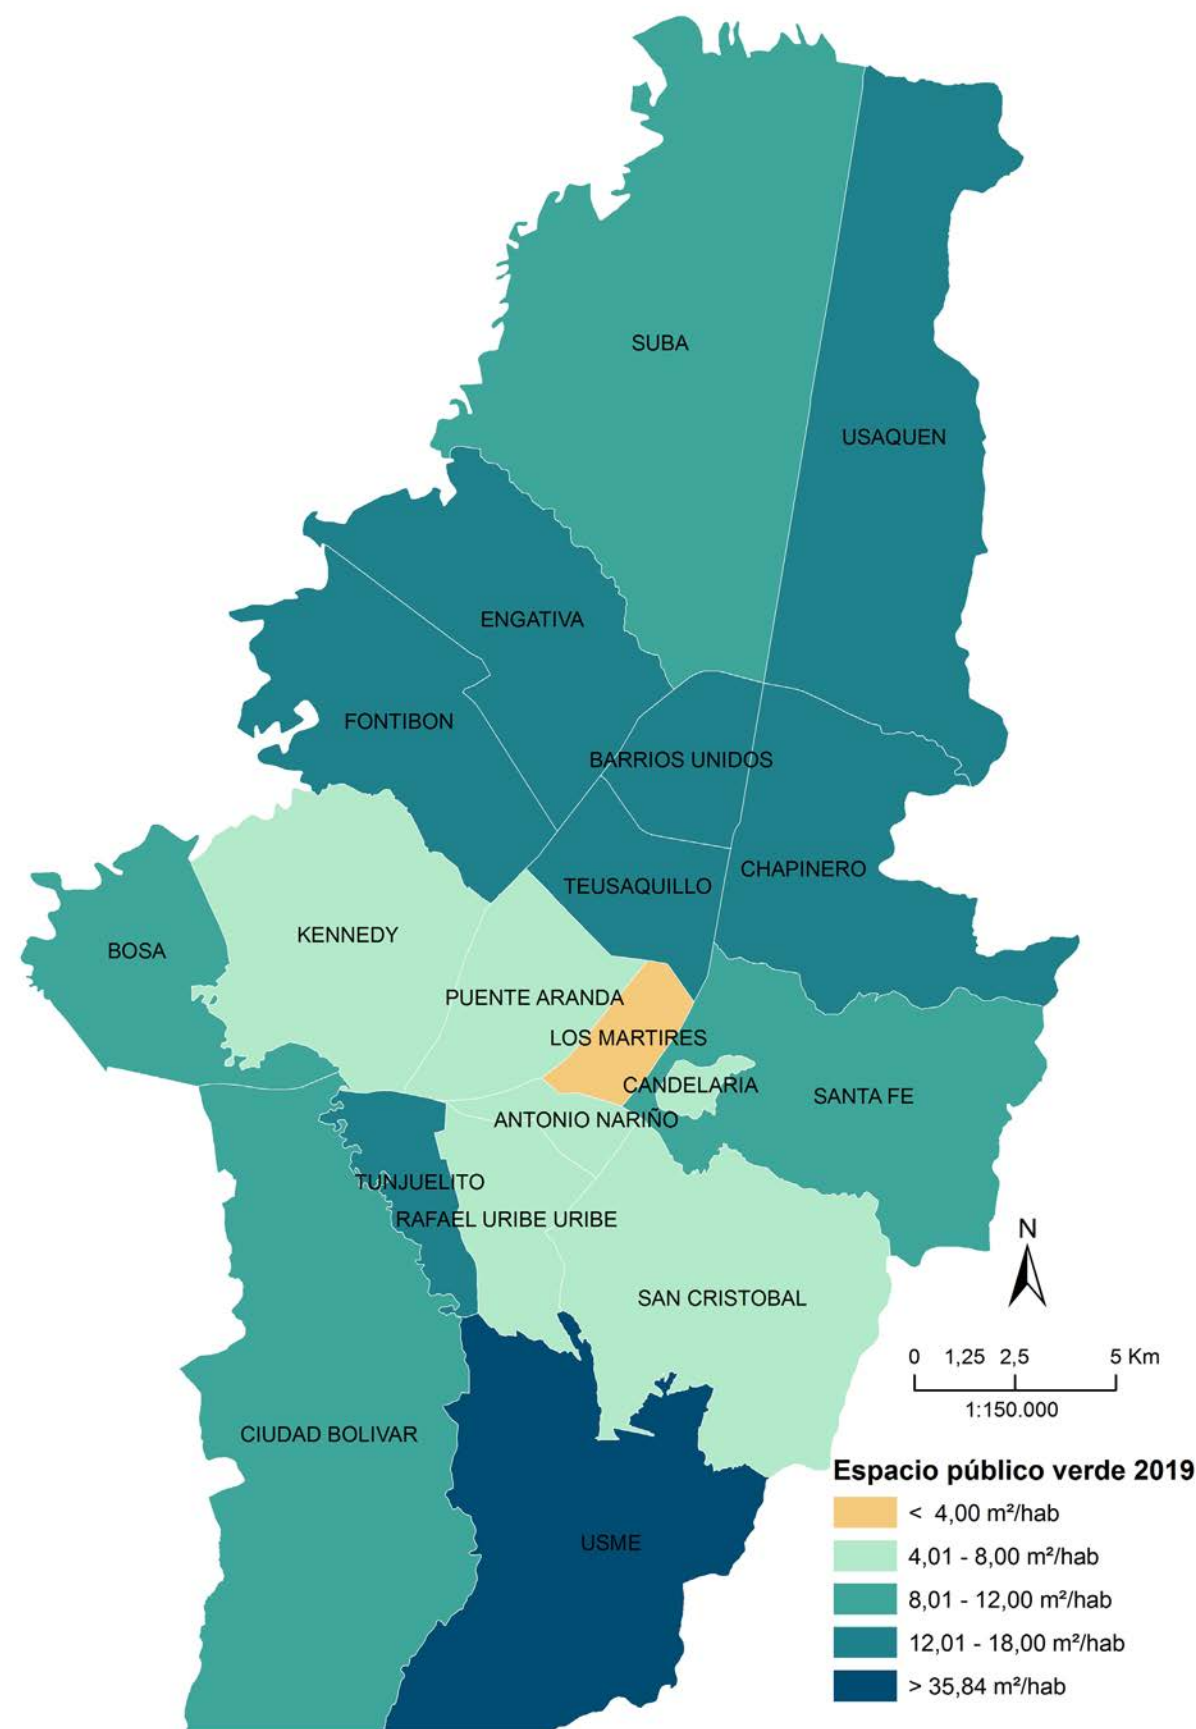 SUBA
USAQUEN
ENGATIVA
FONTIBON
BARRIOS UNIDOS
CHAPINERO
TEUSAQUILLO
KENNEDY
BOSA
PUENTE ARANDA
LOS MARTIRES
CANDELARIA
SANTA FE
ANTONIO NARIÑO
TUNJUELITO
RAFAEL URIBE URIBE
N
SAN CRISTOBAL
0 1,25 2,5 5 Km
1:150.000
CIUDAD BOLIVAR
USME
Espacio público verde 2019
< 4,00 m²/hab
4,01 - 8,00 m²/hab
8,01 - 12,00 m²/hab
12,01 - 18,00 m²/hab
> 35,84 m²/hab